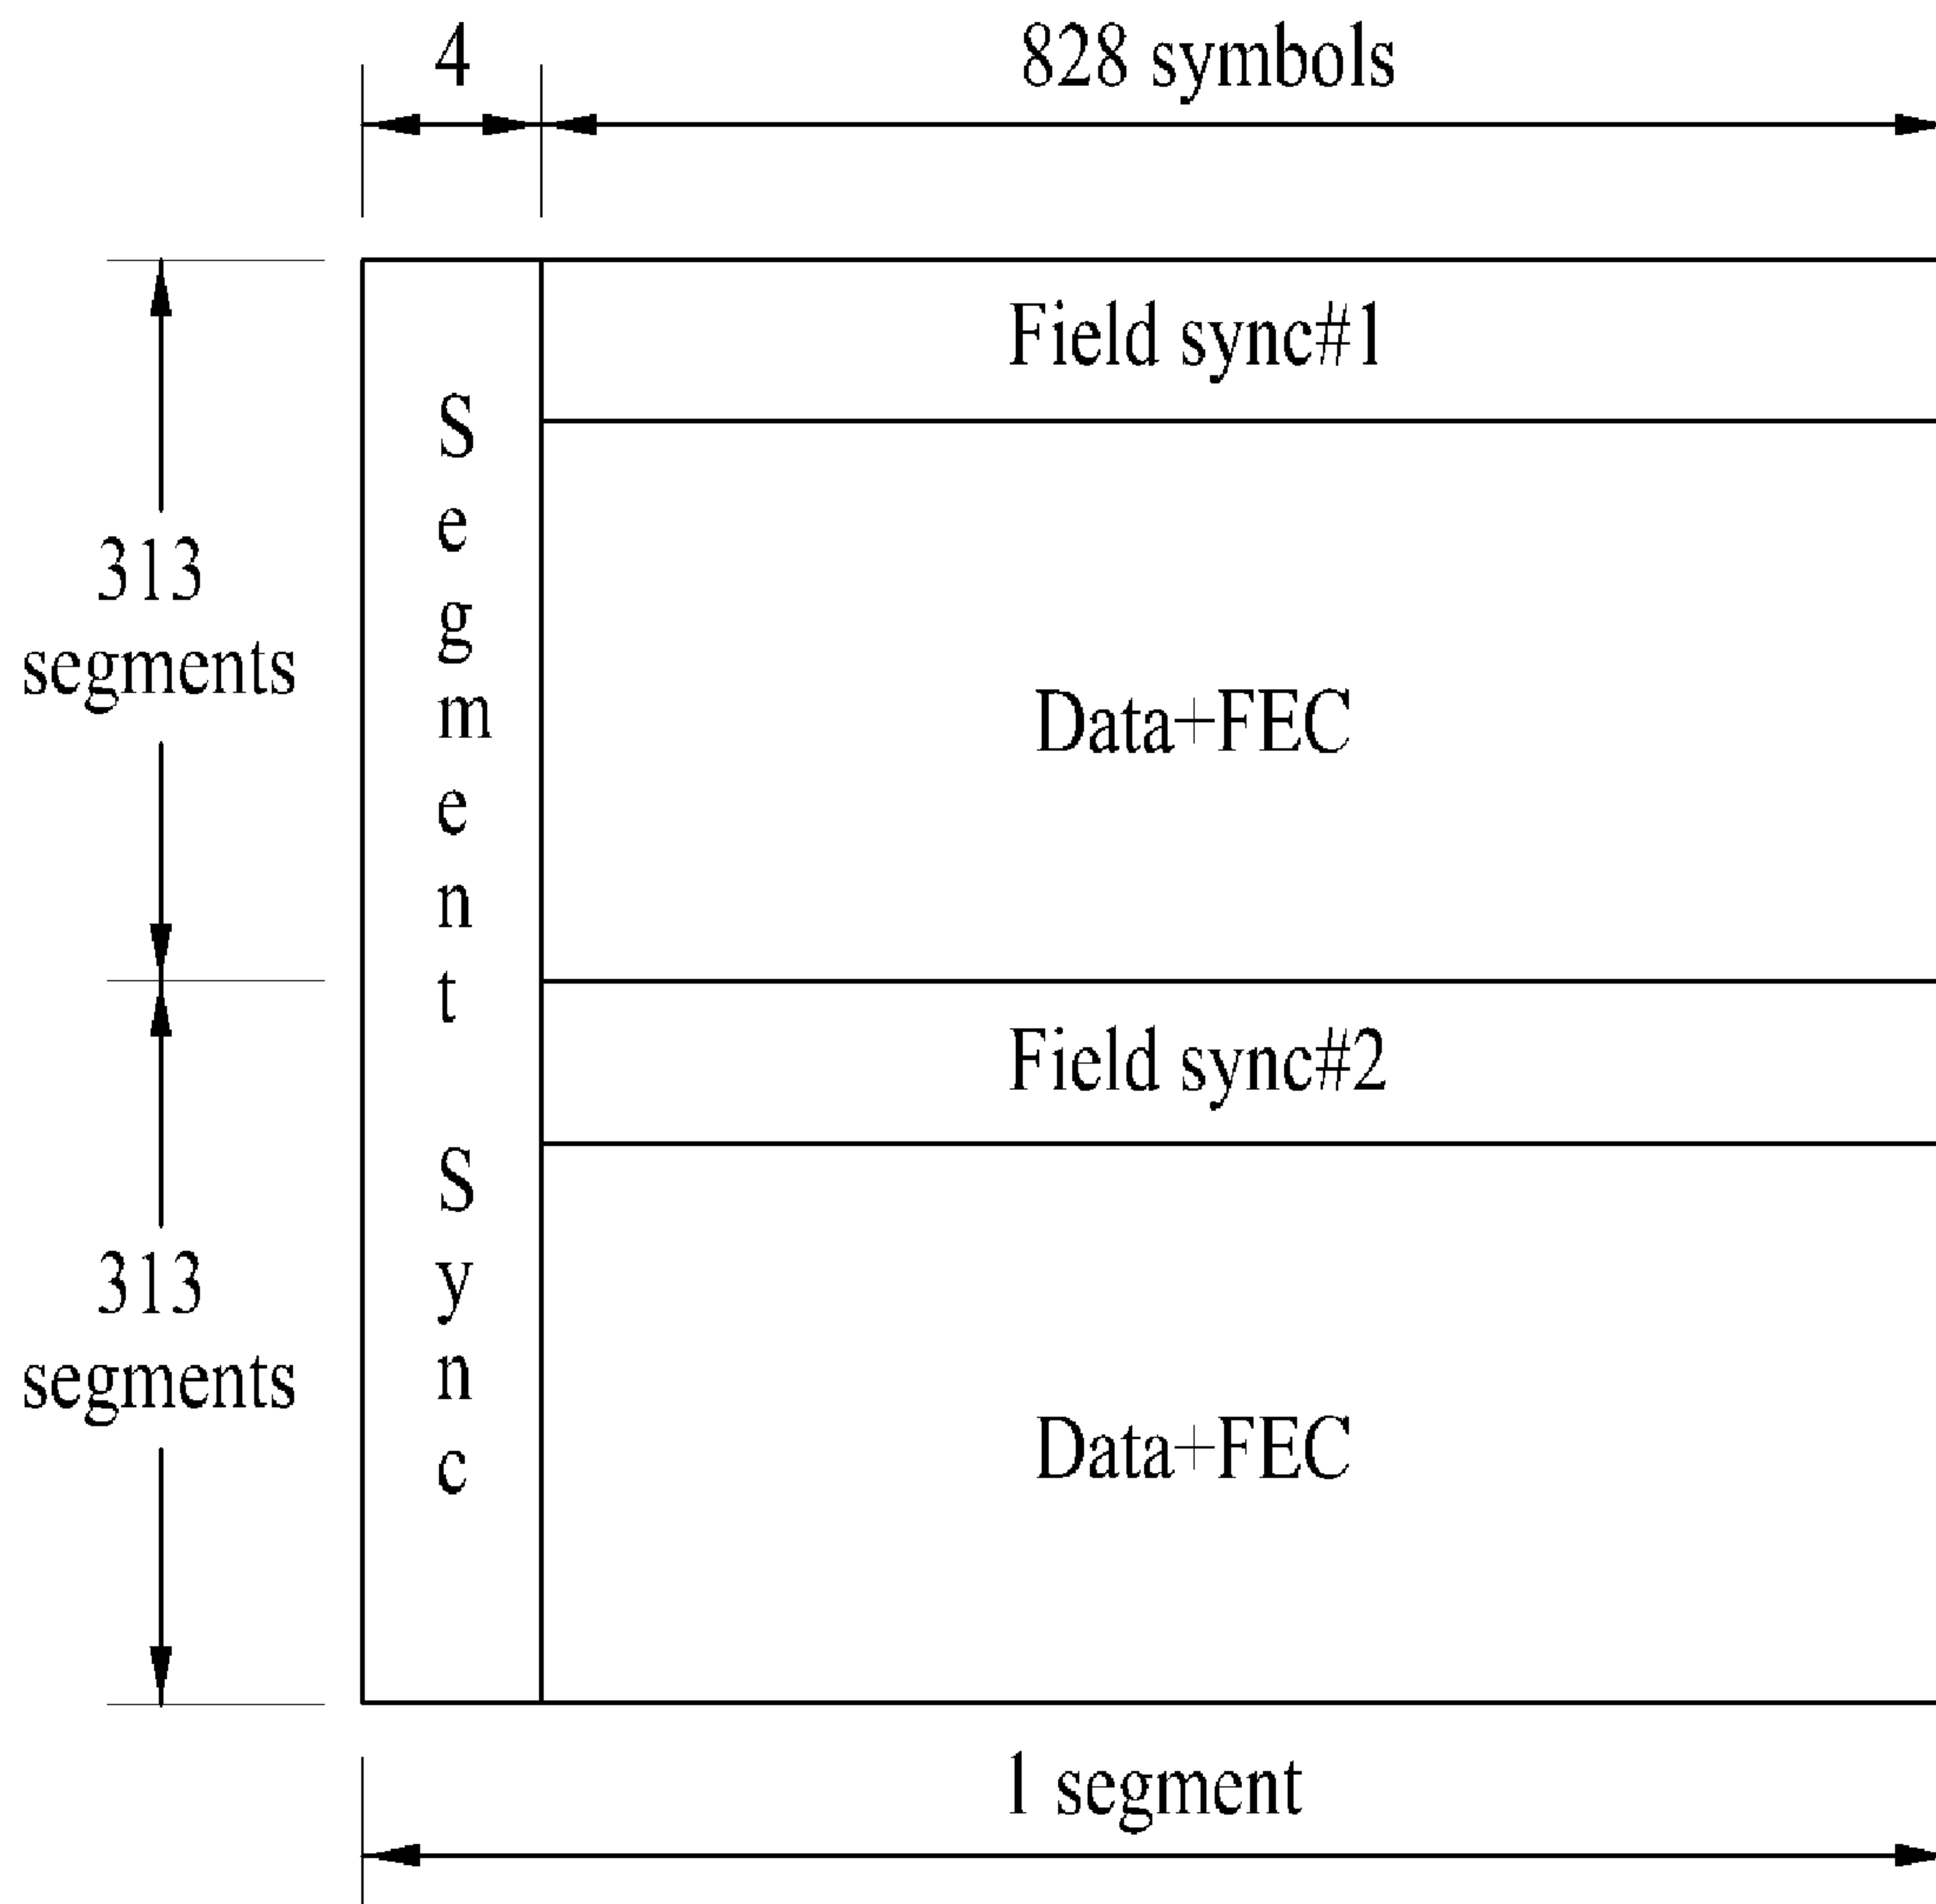 4
828 symbols
Field sync#1
313
segments
Data+FEC
Segment Sync
Field sync#2
313
segments
Data+FEC
1 segment